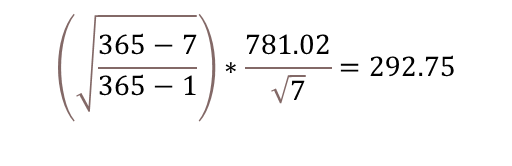 (√((365 − 7)/(365 − 1))) * 781.02/√7 = 292.75